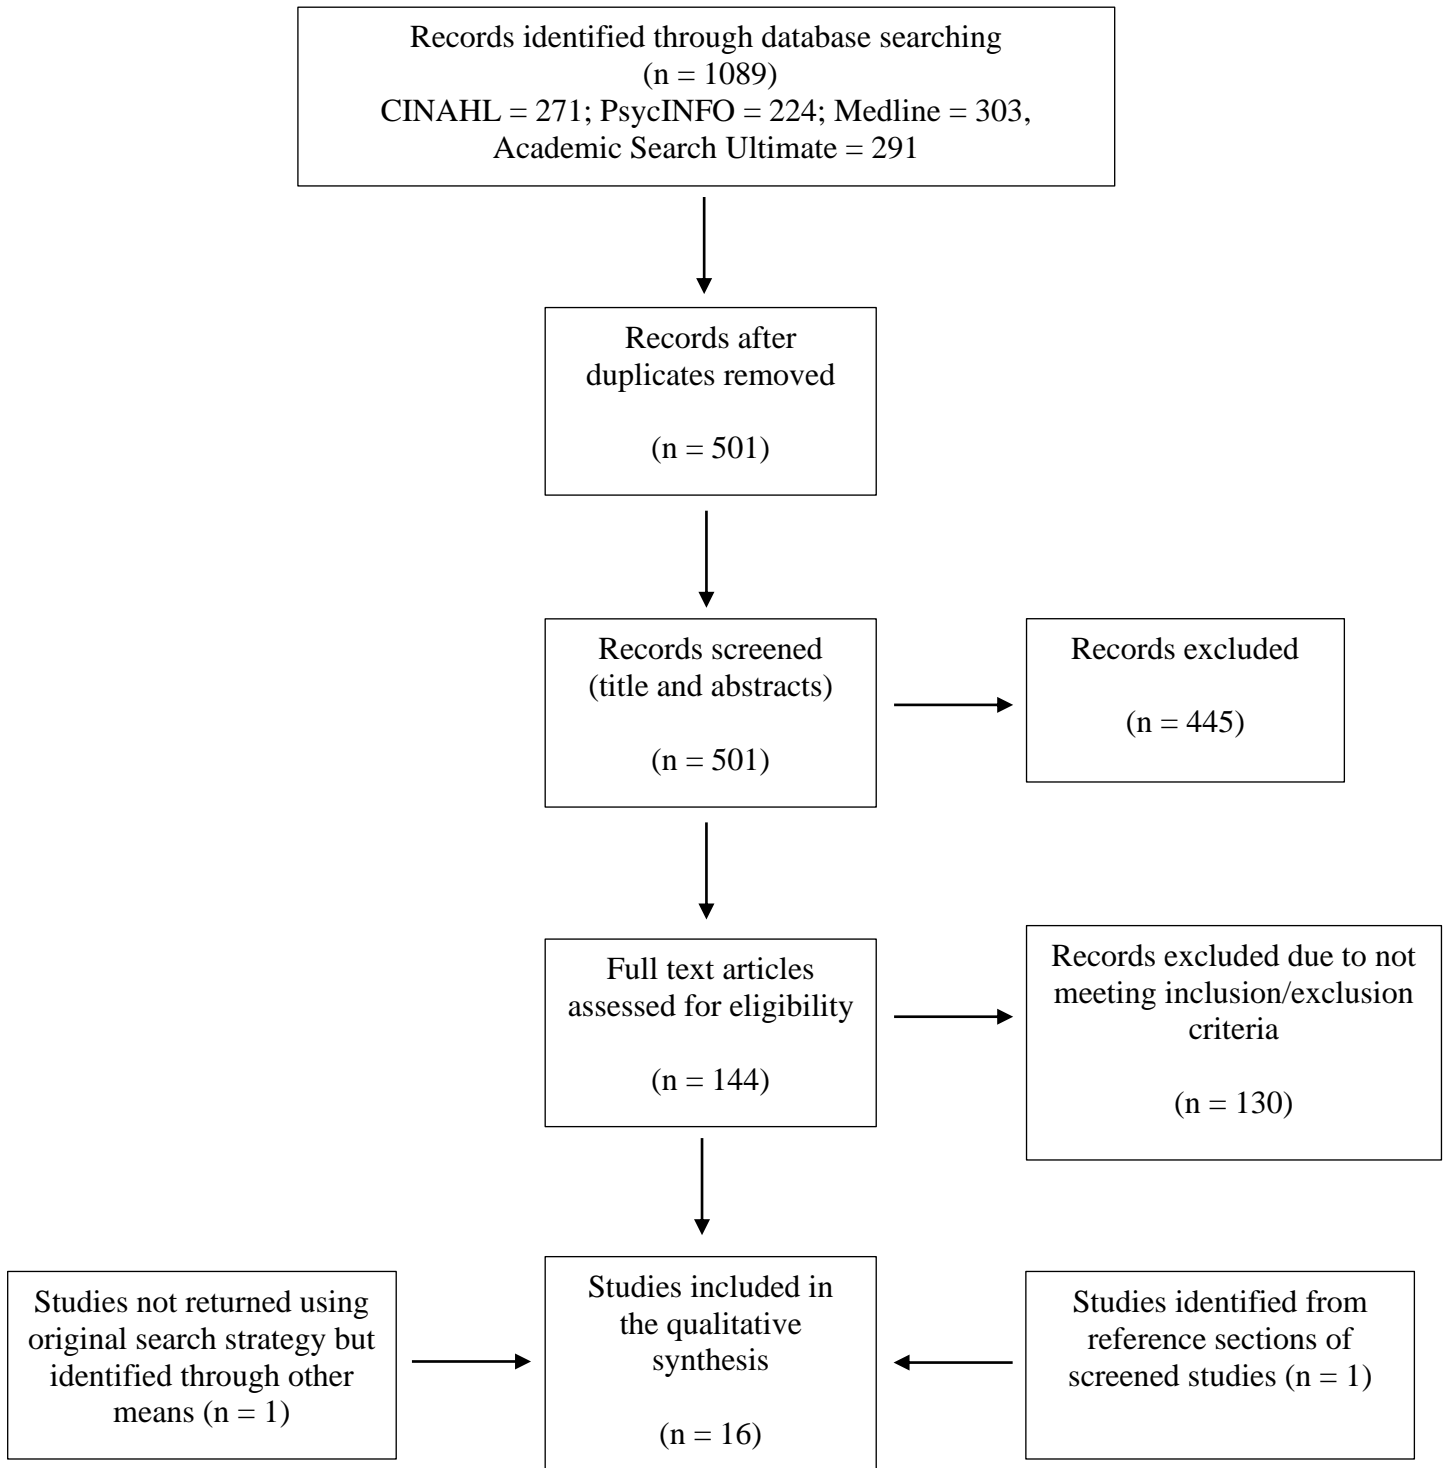 Records identified through database searching
(n = 1089)
CINAHL = 271; PsycINFO = 224; Medline = 303,
Academic Search Ultimate = 291
Records after
duplicates removed
(n = 501)
Records screened
(title and abstracts)
(n = 501)
Records excluded
(n = 445)
Full text articles
assessed for eligibility
(n = 144)
Records excluded due to not
meeting inclusion/exclusion
criteria
(n = 130)
Studies not returned using
original search strategy but
identified through other
means (n = 1)
Studies included in
the qualitative
synthesis
(n = 16)
Studies identified from
reference sections of
screened studies (n = 1)